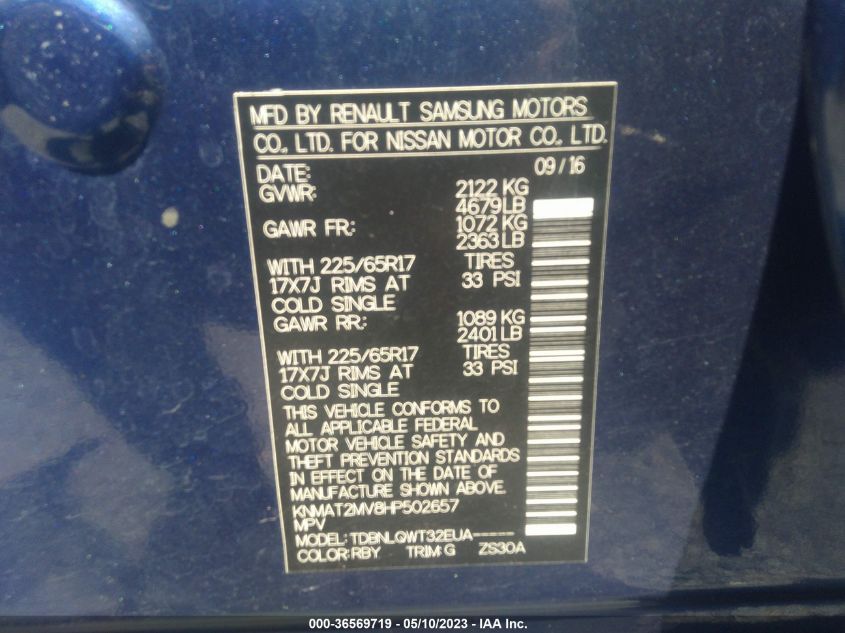 MFD BY RENAULT SAMSUNG MOTORS
CO., LTD. FOR NISSAN MOTOR CO., LTD.
DATE: 09/16
GVWR: 2122 KG
4679LB
GAWR FR: 1072 KG
2363LB
WITH 225/65R17 TIRES
17X7J RIMS AT 33 PSI
COLD SINGLE
GAWR RR: 1089 KG
2401LB
WITH 225/65R17 TIRES
17X7J RIMS AT 33 PSI
COLD SINGLE
THIS VEHICLE CONFORMS TO
ALL APPLICABLE FEDERAL
MOTOR VEHICLE SAFETY AND
THEFT PREVENTION STANDARDS
IN EFFECT ON THE DATE OF
MANUFACTURE SHOWN ABOVE.
KNMAT2MV8HP502657
MPV
MODEL: TDBNLQWT32EUA-----
COLOR:RBY TRIM:G ZS30A
000-36569719 - 05/10/2023 - IAA Inc.